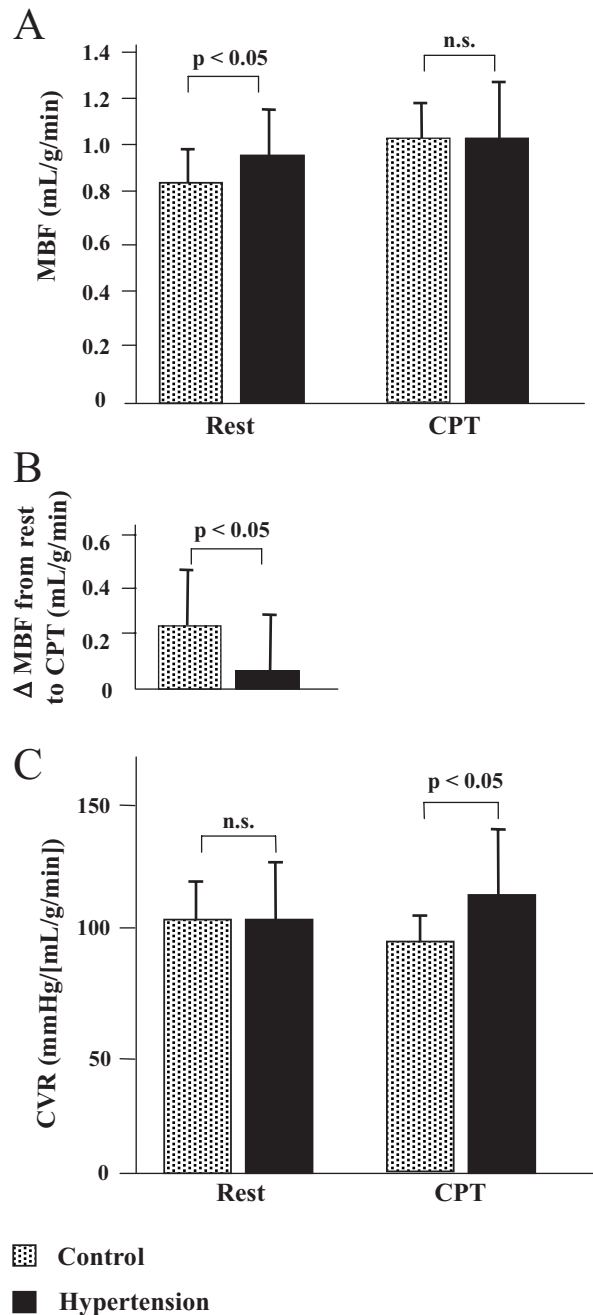 A
MBF (mL/g/min)
1.4
1.2
1.0
0.8
0.6
0.4
0.2
0
p < 0.05
n.s.
Rest
CPT
B
Δ MBF from rest
to CPT (mL/g/min)
0.6
0.4
0.2
0
p < 0.05
C
CVR (mmHg/[mL/g/min])
150
100
50
0
n.s.
p < 0.05
Rest
CPT
Control
Hypertension